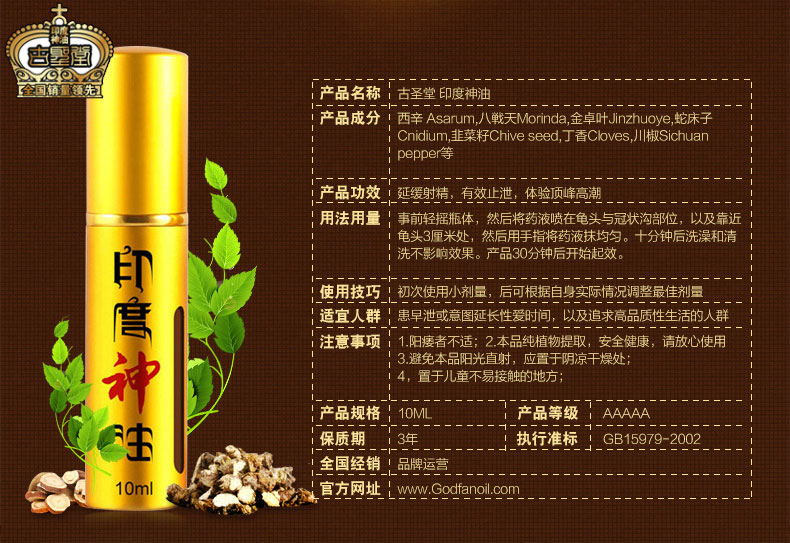 印度
神油
古聖堂
全国销量领先
印度神油
10ml
产品名称 古圣堂 印度神油
产品成分 西辛 Asarum,八戟天Morinda,金卓叶Jinzhuoye,蛇床子
Cnidium,韭菜籽Chive seed,丁香Cloves,川椒Sichuan
pepper等
产品功效 延缓射精，有效止泄，体验顶峰高潮
用法用量 事前轻摇瓶体，然后将药液喷在龟头与冠状沟部位，以及靠近
龟头3厘米处，然后用手指将药液抹均匀。十分钟后洗澡和清
洗不影响效果。产品30分钟后开始起效。
使用技巧 初次使用小剂量，后可根据自身实际情况调整最佳剂量
适宜人群 患早泄或意图延长性爱时间，以及追求高品质性生活的人群
注意事项 1.阳痿者不适；2.本品纯植物提取，安全健康，请放心使用
3.避免本品阳光直射，应置于阴凉干燥处；
4，置于儿童不易接触的地方；
产品规格 10ML 产品等级 AAAAA
保质期 3年 执行准标 GB15979-2002
全国经销 品牌运营
官方网址 www.Godfanoil.com